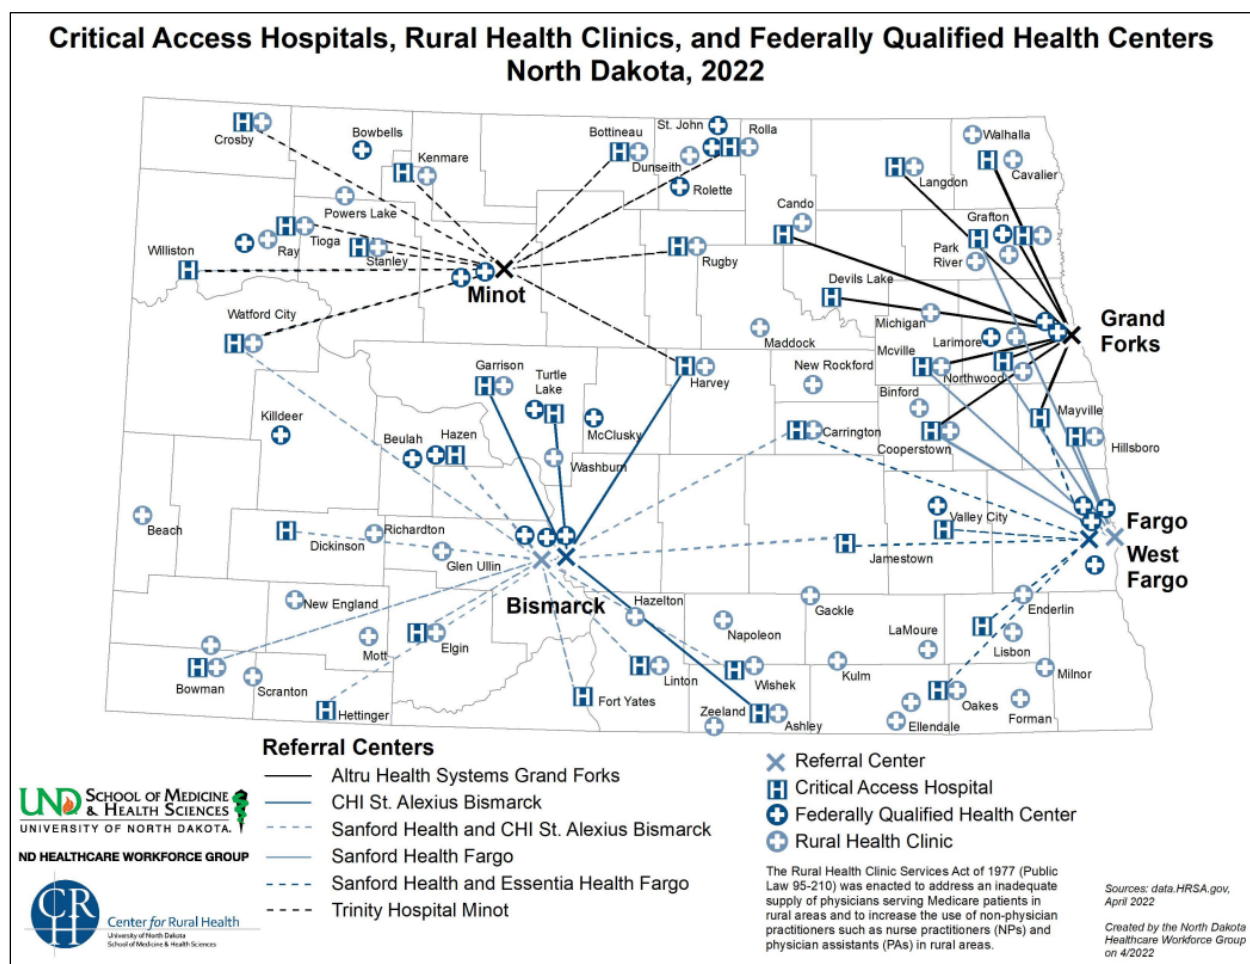 Critical Access Hospitals, Rural Health Clinics, and Federally Qualified Health Centers
North Dakota, 2022
Crosby
Bowbells
Kenmare
Bottineau
St. John
Rolla
Dunseith
Rolette
Walhalla
Langdon
Cavalier
Powers Lake
Cando
Grafton
Ray
Tioga
Stanley
Williston
Rugby
Park
River
Minot
Devils Lake
Watford City
Michigan
Larimore
Grand
Forks
Maddock
Mcville
Northwood
Garrison
Turtle
Lake
Harvey
New Rockford
Binford
Mayville
Killdeer
Beulah
Hazen
McClusky
Washburn
Carrington
Cooperstown
Hillsboro
Beach
Richardton
Dickinson
Glen Ullin
Valley City
Jamestown
Fargo
West
Fargo
Bismarck
New England
Hazelton
Gackle
Enderlin
Mott
Elgin
Napoleon
LaMoure
Lisbon
Bowman
Scranton
Linton
Wishek
Kulm
Milnor
Hettinger
Fort Yates
Zeeland
Ashley
Ellendale
Oakes
Forman
Referral Centers
Altru Health Systems Grand Forks
CHI St. Alexius Bismarck
Sanford Health and CHI St. Alexius Bismarck
Sanford Health Fargo
Sanford Health and Essentia Health Fargo
Trinity Hospital Minot
Referral Center
H Critical Access Hospital
Federally Qualified Health Center
Rural Health Clinic
The Rural Health Clinic Services Act of 1977 (Public
Law 95-210) was enacted to address an inadequate
supply of physicians serving Medicare patients in
rural areas and to increase the use of non-physician
practitioners such as nurse practitioners (NPs) and
physician assistants (PAs) in rural areas.
Sources: data.HRSA.gov,
April 2022
Created by the North Dakota
Healthcare Workforce Group
on 4/2022
UND SCHOOL OF MEDICINE
& HEALTH SCIENCES
UNIVERSITY OF NORTH DAKOTA.
ND HEALTHCARE WORKFORCE GROUP
CRH
Center for Rural Health
University of North Dakota
School of Medicine & Health Sciences